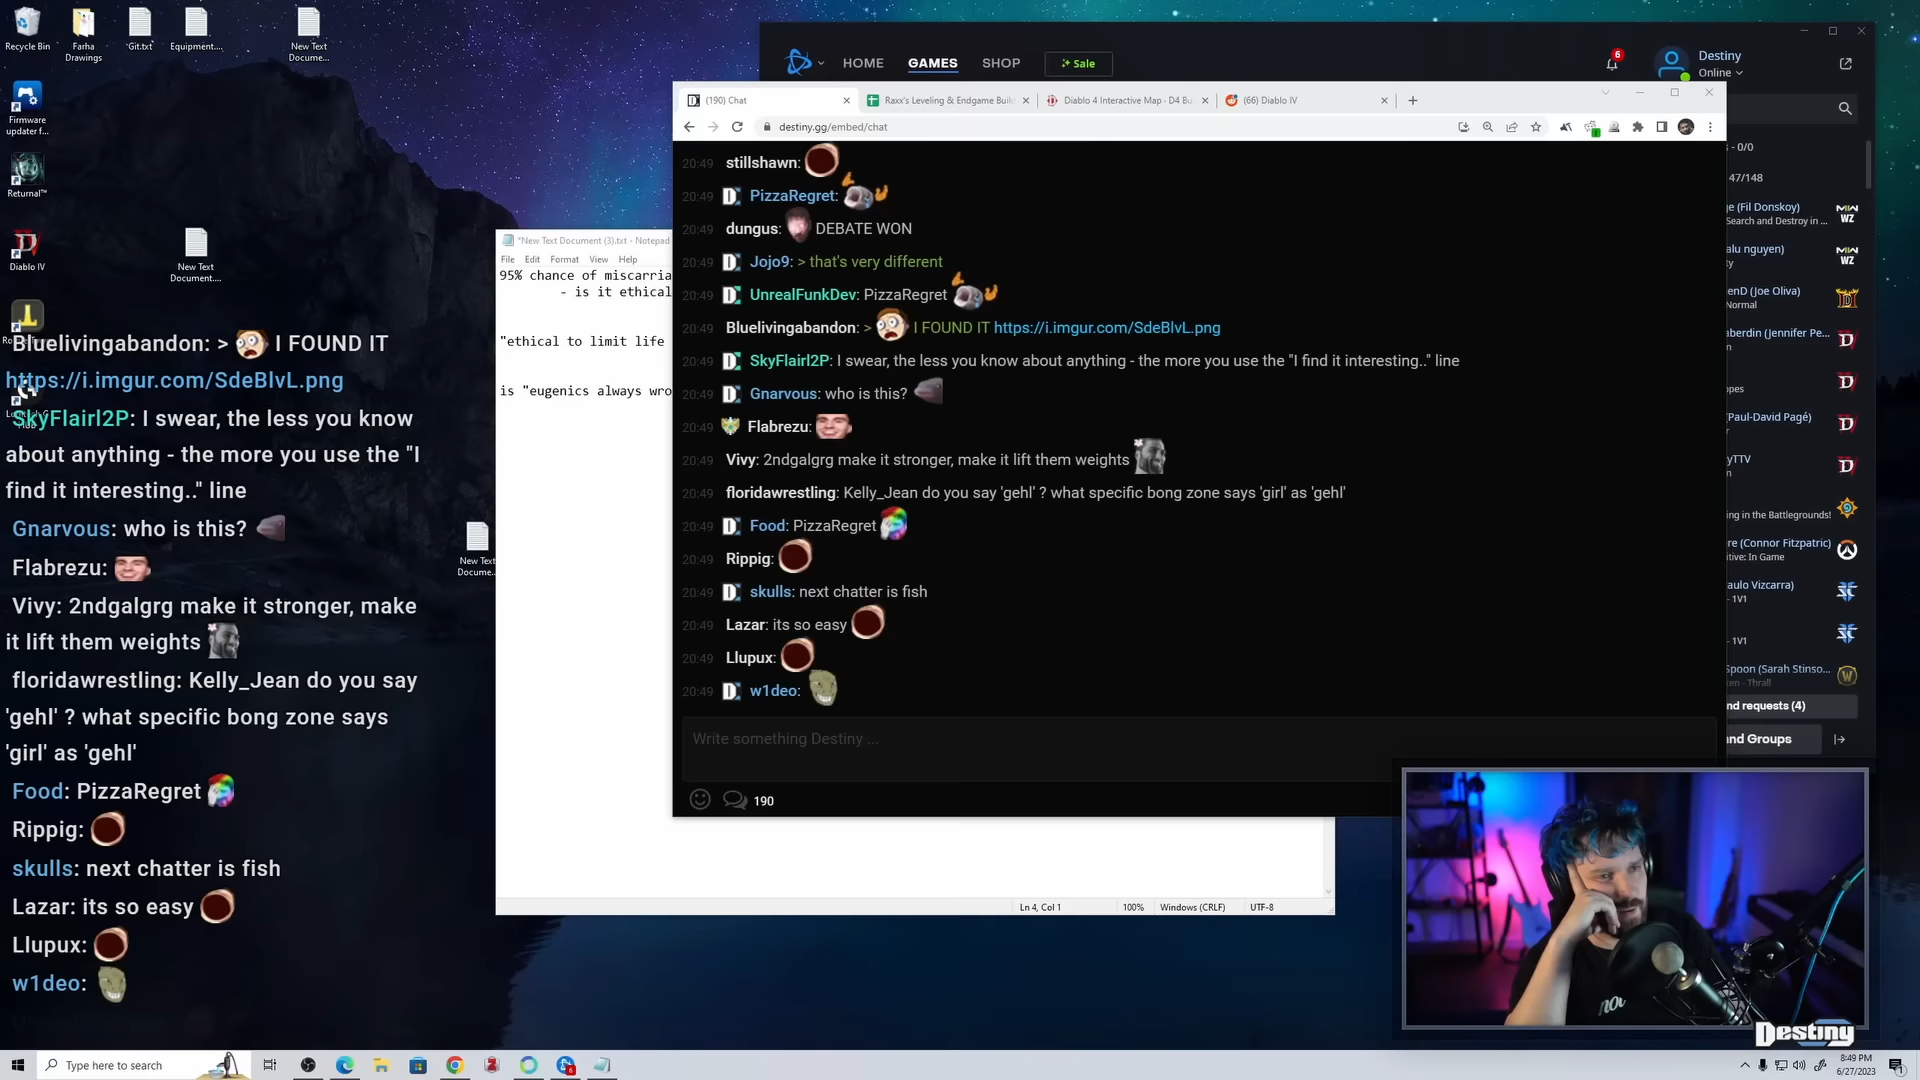 Recycle Bin
Farha
Drawings
Git.txt
Equipment....
New Text
Docume...
Firmware
updater f...
Returnal™
Diablo IV
New Text
Document....
New Text
Docume...
HOME
GAMES
SHOP
Sale
6
Destiny
Online
(190) Chat
Raxx's Leveling & Endgame Buil
Diablo 4 Interactive Map - D4 Bu
(66) Diablo IV
destiny.gg/embed/chat
*New Text Document (3).txt - Notepad
File Edit Format View Help
95% chance of miscarria
- is it ethical
"ethical to limit life
is "eugenics always wro
Ln 4, Col 1
100%
Windows (CRLF)
UTF-8
20:49 stillshawn:
20:49 PizzaRegret:
20:49 dungus: DEBATE WON
20:49 Jojo9: > that's very different
20:49 UnrealFunkDev: PizzaRegret
20:49 Bluelivingabandon: > I FOUND IT https://i.imgur.com/SdeBlvL.png
20:49 SkyFlairl2P: I swear, the less you know about anything - the more you use the "I find it interesting.." line
20:49 Gnarvous: who is this?
20:49 Flabrezu:
20:49 Vivy: 2ndgalgrg make it stronger, make it lift them weights
20:49 floridawrestling: Kelly_Jean do you say 'gehl' ? what specific bong zone says 'girl' as 'gehl'
20:49 Food: PizzaRegret
20:49 Rippig:
20:49 skulls: next chatter is fish
20:49 Lazar: its so easy
20:49 Llupux:
20:49 w1deo:
Write something Destiny ...
190
s - 0/0
47/148
e (Fil Donskoy)
Search and Destroy in ...
alu nguyen)
ty
enD (Joe Oliva)
Normal
aberdin (Jennifer Pe...
opes
(Paul-David Pagé)
yTTV
ing in the Battlegrounds!
re (Connor Fitzpatric)
itive: In Game
aulo Vizcarra)
- 1V1
- 1V1
Spoon (Sarah Stinso...
ken - Thrall
nd requests (4)
end Groups
Bluelivingabandon: > I FOUND IT
https://i.imgur.com/SdeBlvL.png
SkyFlairl2P: I swear, the less you know
about anything - the more you use the "I
find it interesting.." line
Gnarvous: who is this?
Flabrezu:
Vivy: 2ndgalgrg make it stronger, make
it lift them weights
floridawrestling: Kelly_Jean do you say
'gehl' ? what specific bong zone says
'girl' as 'gehl'
Food: PizzaRegret
Rippig:
skulls: next chatter is fish
Lazar: its so easy
Llupux:
w1deo:
Destiny
Type here to search
8:49 PM
6/27/2023